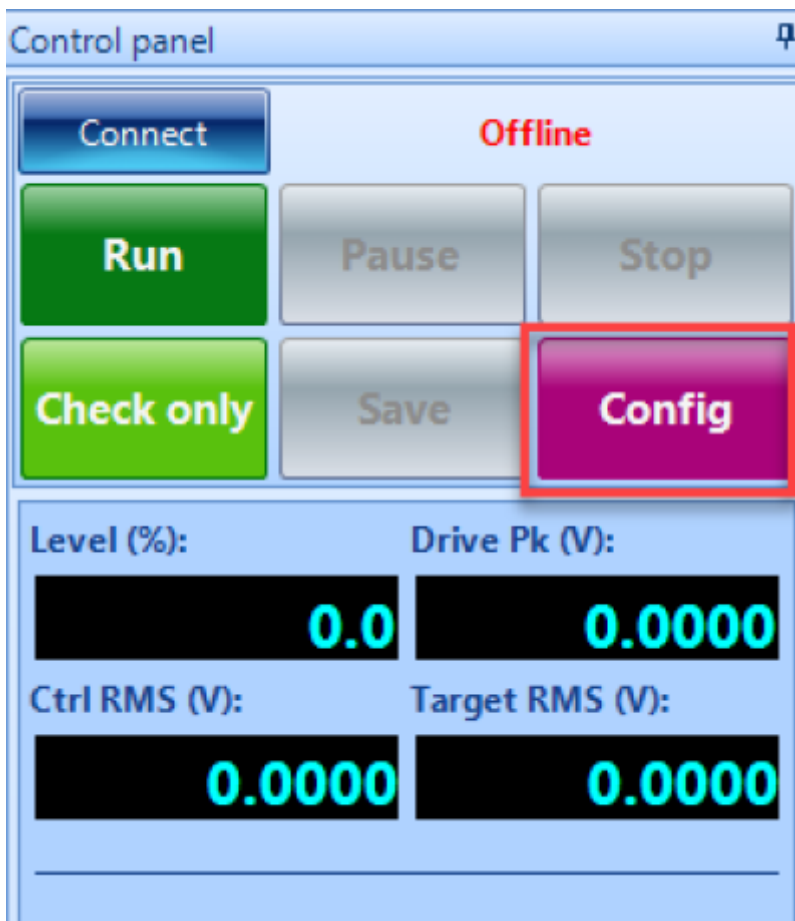 Control panel
Connect Offline
Run Pause Stop
Check only Save Config
Level (%): Drive Pk (V):
0.0 0.0000
Ctrl RMS (V): Target RMS (V):
0.0000 0.0000